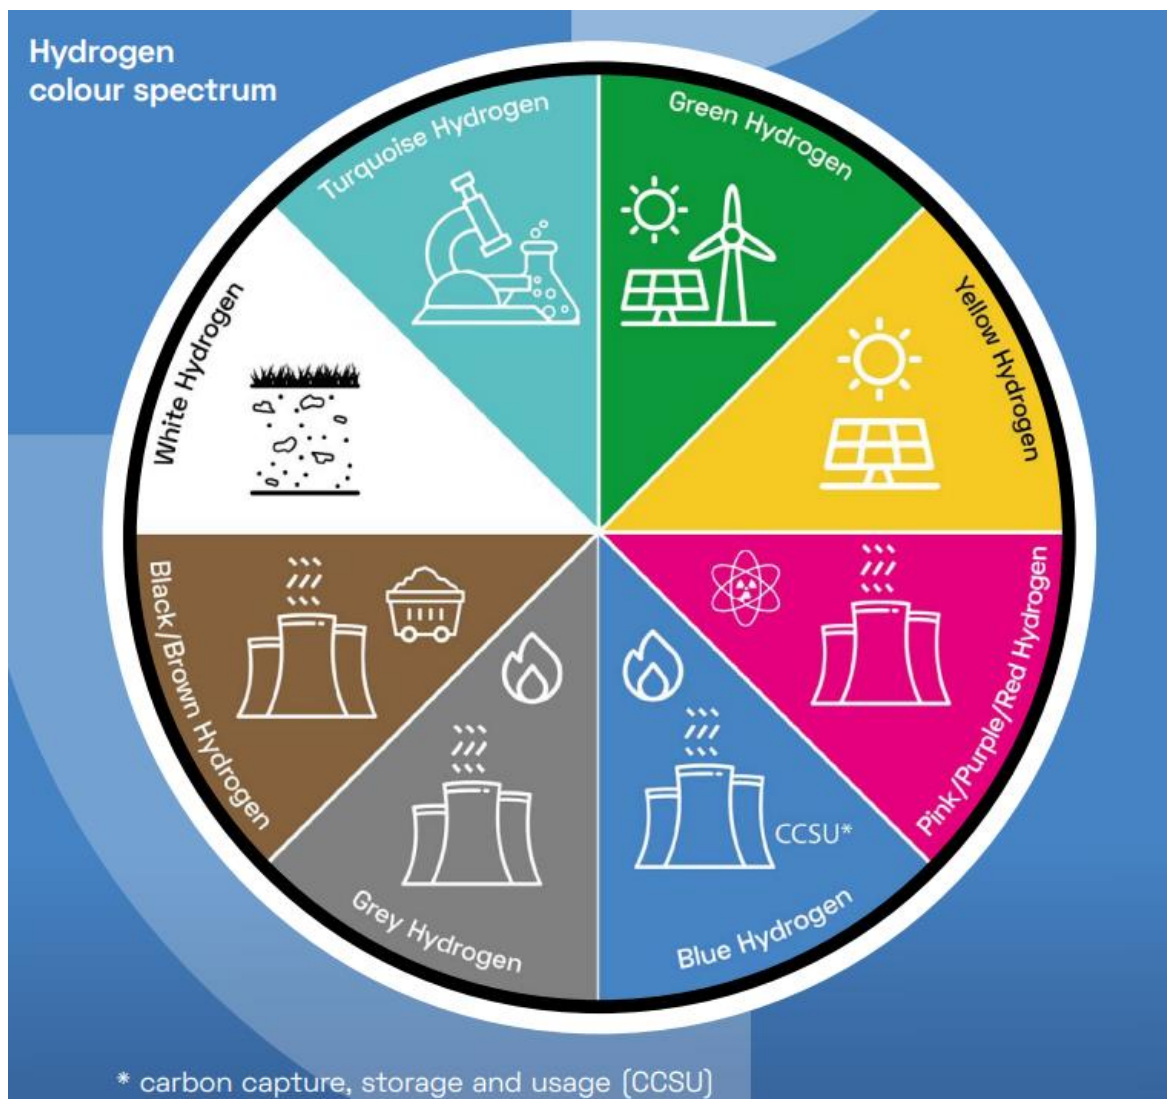 Hydrogen
colour spectrum
Turquoise Hydrogen
Green Hydrogen
Yellow Hydrogen
White Hydrogen
Black/Brown Hydrogen
Pink/Purple/Red Hydrogen
CCSU*
Grey Hydrogen
Blue Hydrogen
* carbon capture, storage and usage (CCSU)